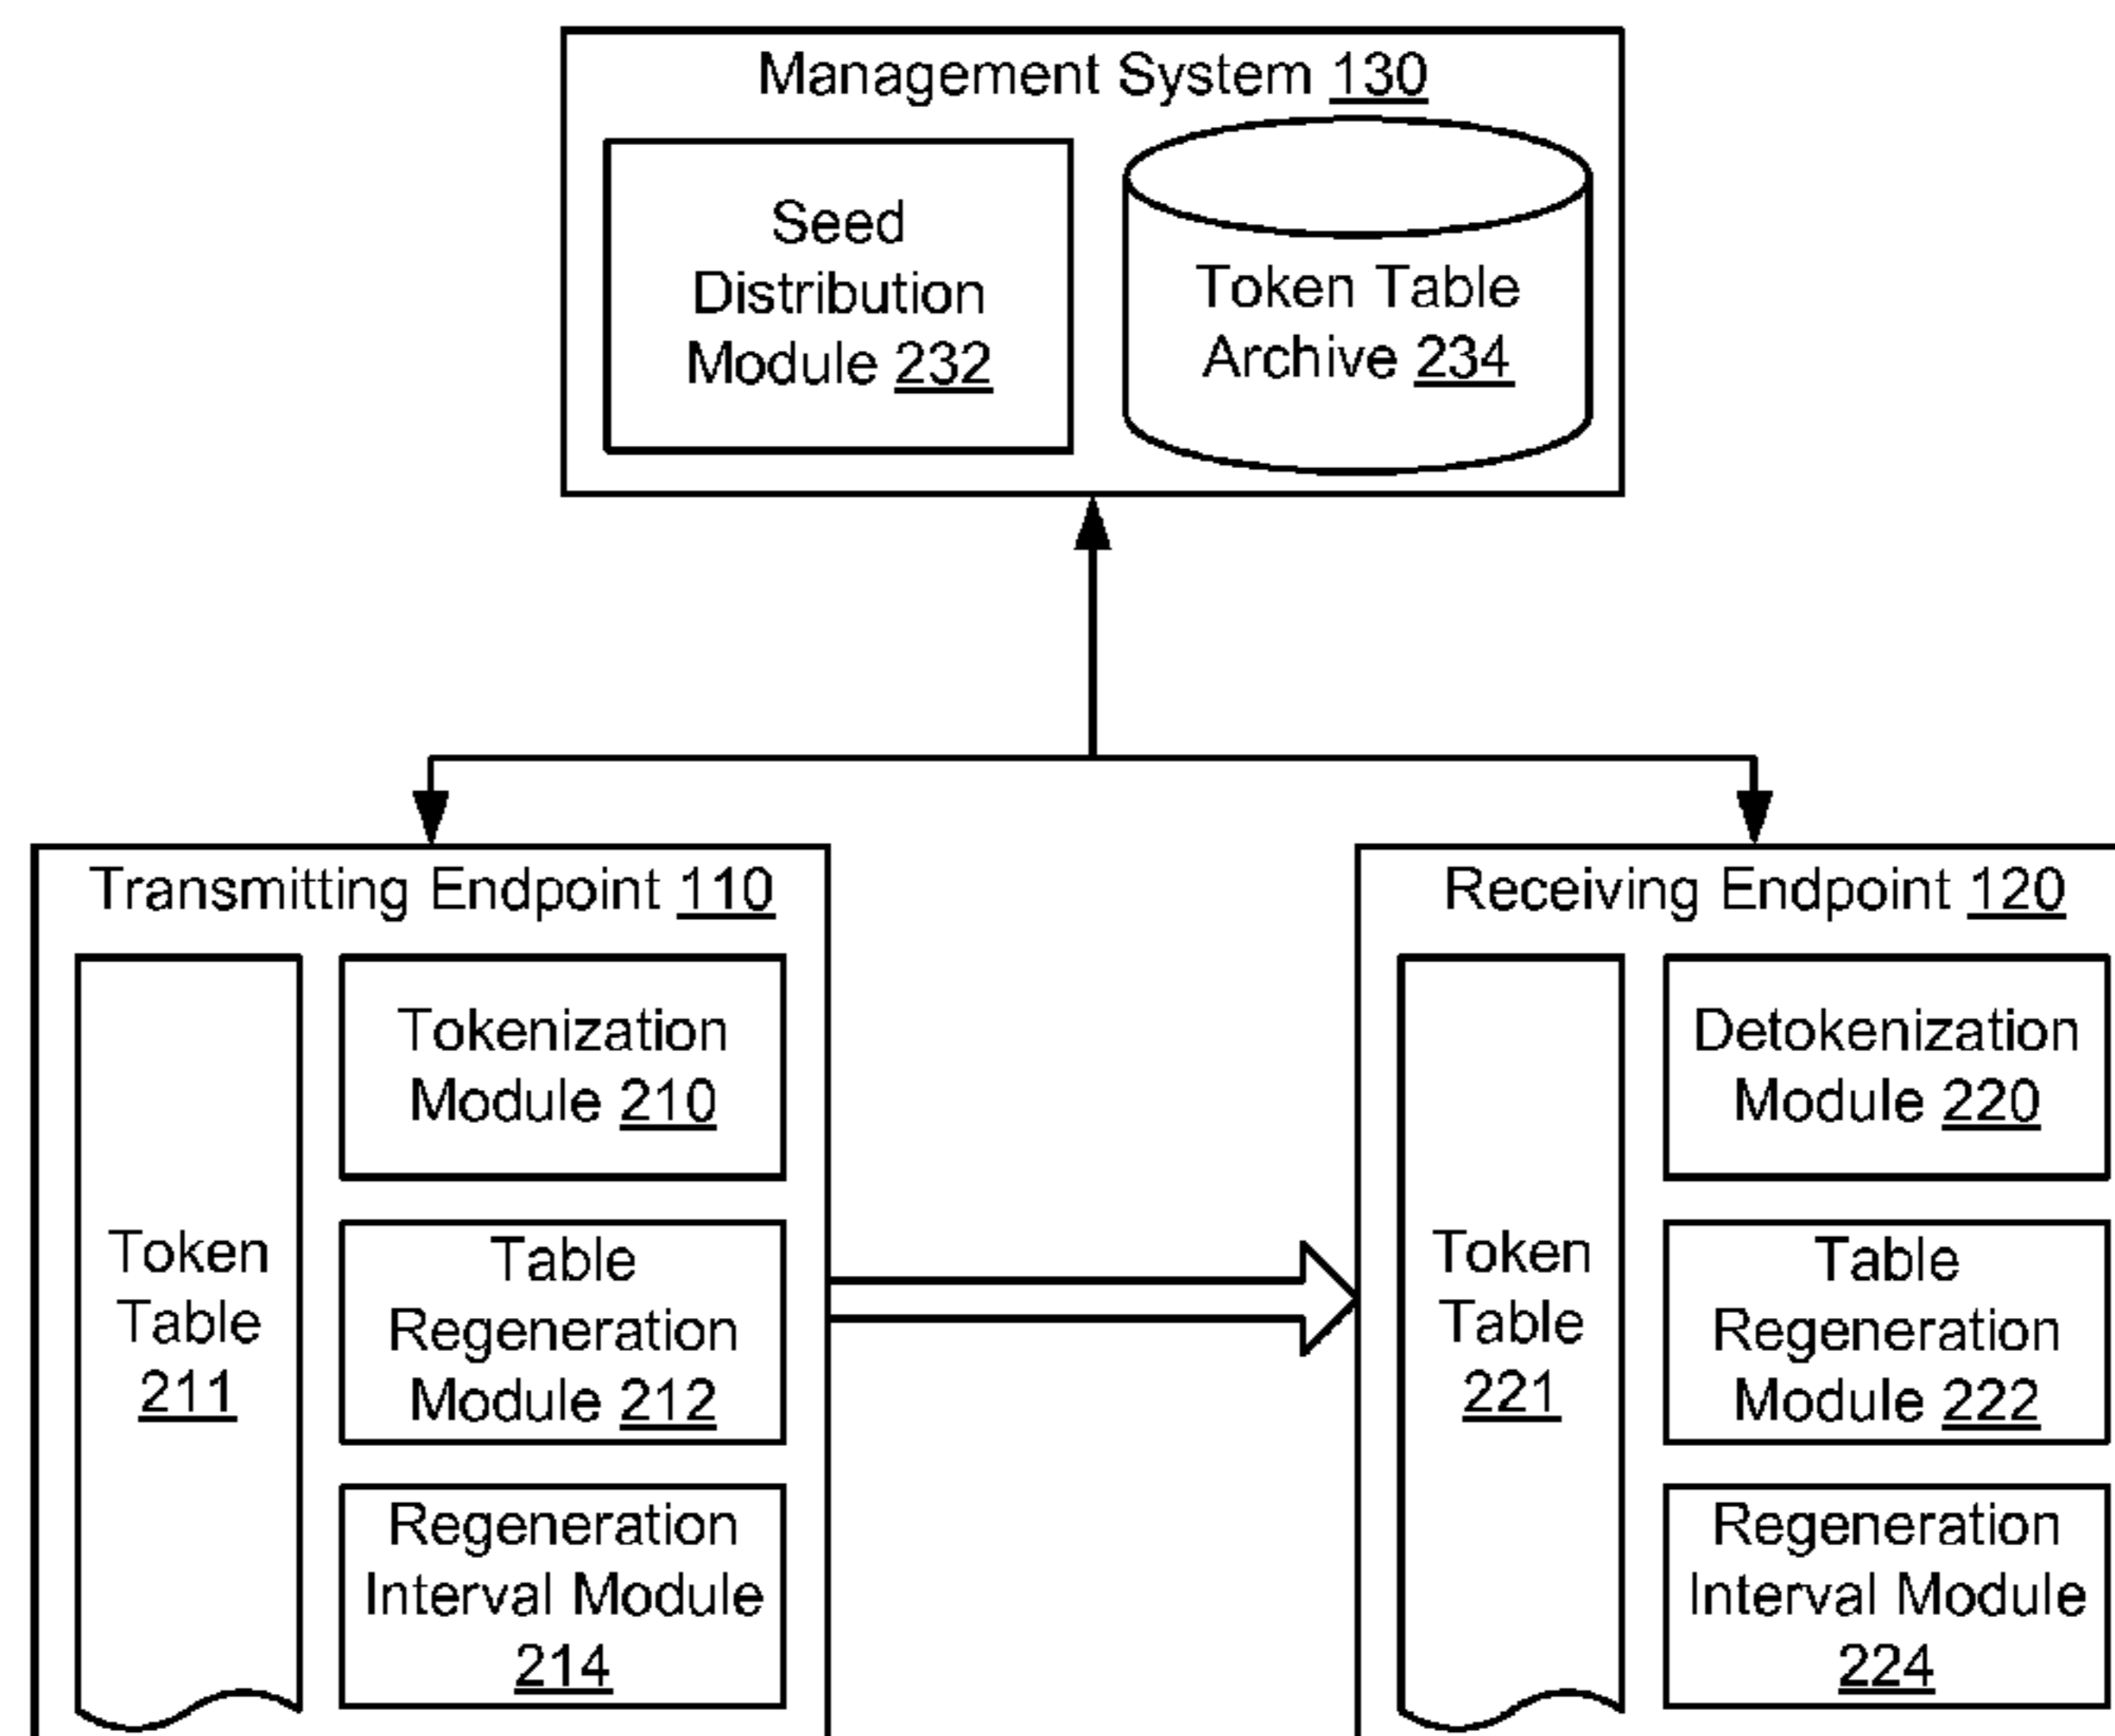 Management System 130
Seed
Distribution
Module 232
Token Table
Archive 234
Transmitting Endpoint 110
Token
Table
211
Tokenization
Module 210
Table
Regeneration
Module 212
Regeneration
Interval Module
214
Receiving Endpoint 120
Token
Table
221
Detokenization
Module 220
Table
Regeneration
Module 222
Regeneration
Interval Module
224